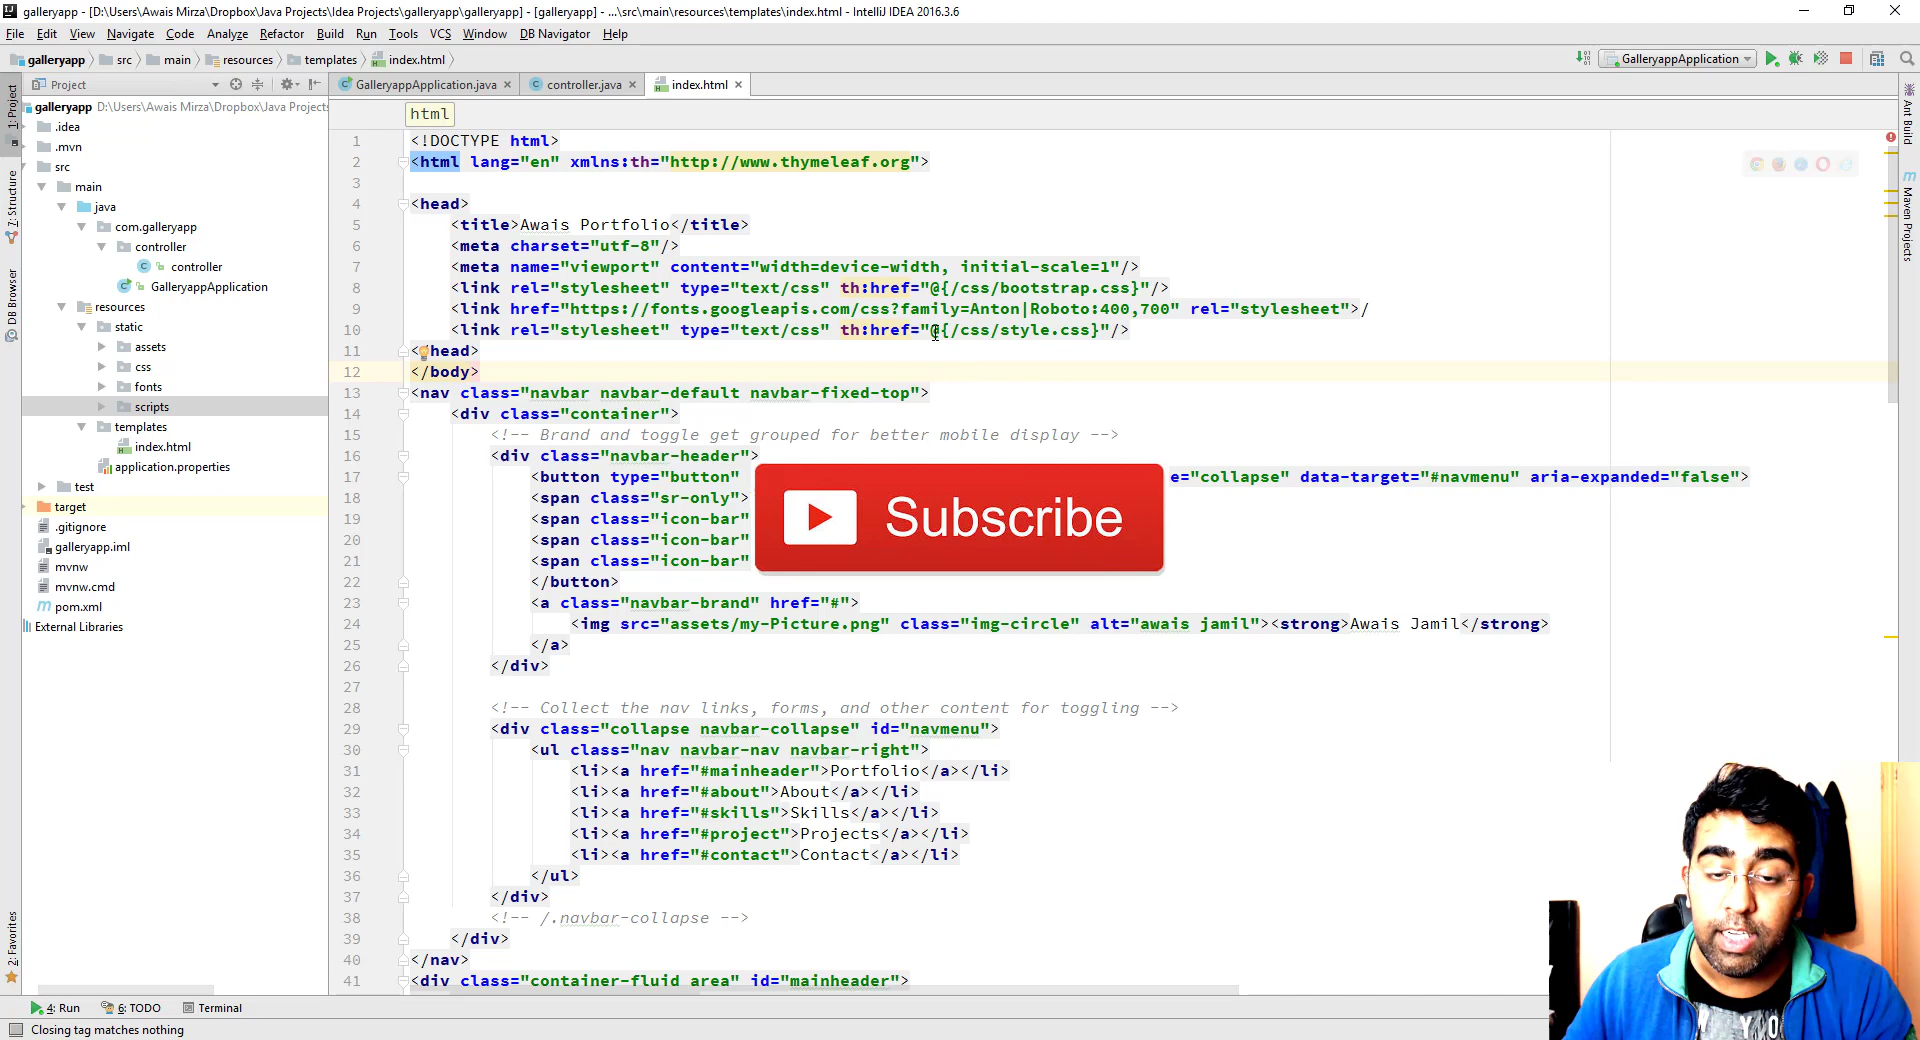 galleryapp - [D:\Users\Awais Mirza\Dropbox\Java Projects\Idea Projects\galleryapp\galleryapp] - [galleryapp] - ...\src\main\resources\templates\index.html - IntelliJ IDEA 2016.3.6
File Edit View Navigate Code Analyze Refactor Build Run Tools VCS Window DB Navigator Help
galleryapp src main resources templates index.html GalleryappApplication
Project GalleryappApplication.java controller.java index.html
1: Project
7: Structure
DB Browser
2: Favorites
Ant Build
Maven Projects
galleryapp D:\Users\Awais Mirza\Dropbox\Java Projects
.idea
.mvn
src
main
java
com.galleryapp
controller
controller
GalleryappApplication
resources
static
assets
css
fonts
scripts
templates
index.html
application.properties
test
target
.gitignore
galleryapp.iml
mvnw
mvnw.cmd
pom.xml
External Libraries
html
1 <!DOCTYPE html>
2 <html lang="en" xmlns:th="http://www.thymeleaf.org">
3
4 <head>
5 <title>Awais Portfolio</title>
6 <meta charset="utf-8"/>
7 <meta name="viewport" content="width=device-width, initial-scale=1"/>
8 <link rel="stylesheet" type="text/css" th:href="@{/css/bootstrap.css}"/>
9 <link href="https://fonts.googleapis.com/css?family=Anton|Roboto:400,700" rel="stylesheet">/
10 <link rel="stylesheet" type="text/css" th:href="@{/css/style.css}"/>
11 </head>
12 </body>
13 <nav class="navbar navbar-default navbar-fixed-top">
14 <div class="container">
15 <!-- Brand and toggle get grouped for better mobile display -->
16 <div class="navbar-header">
17 <button type="button" e="collapse" data-target="#navmenu" aria-expanded="false">
18 <span class="sr-only">
19 <span class="icon-bar"
20 <span class="icon-bar"
21 <span class="icon-bar"
22 </button>
23 <a class="navbar-brand" href="#">
24 <img src="assets/my-Picture.png" class="img-circle" alt="awais jamil"><strong>Awais Jamil</strong>
25 </a>
26 </div>
27
28 <!-- Collect the nav links, forms, and other content for toggling -->
29 <div class="collapse navbar-collapse" id="navmenu">
30 <ul class="nav navbar-nav navbar-right">
31 <li><a href="#mainheader">Portfolio</a></li>
32 <li><a href="#about">About</a></li>
33 <li><a href="#skills">Skills</a></li>
34 <li><a href="#project">Projects</a></li>
35 <li><a href="#contact">Contact</a></li>
36 </ul>
37 </div>
38 <!-- /.navbar-collapse -->
39 </div>
40 </nav>
41 <div class="container-fluid area" id="mainheader">
Subscribe
4: Run 6: TODO Terminal
Closing tag matches nothing